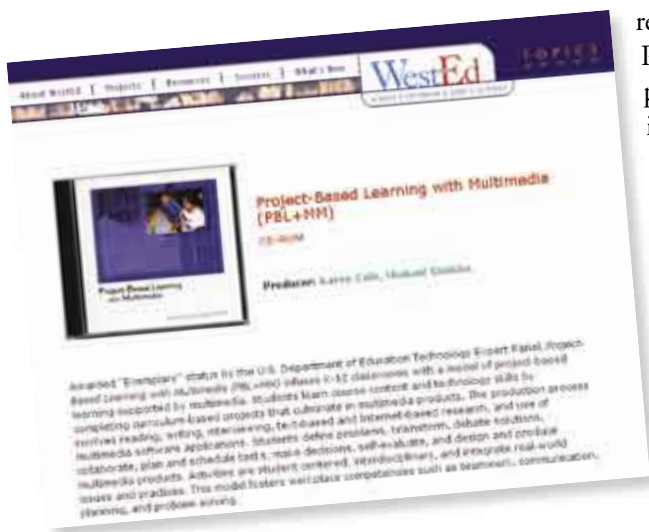 About WestEd | Projects | Resources | Services | What's New
WestEd
TOPICS
Project-Based Learning with Multimedia
(PBL+MM)
CD-ROM
Producer:
Project-Based Learning
with Multimedia
Awarded "Exemplary" status by the U.S. Department of Education Technology Expert Panel, Project-
Based Learning with Multimedia (PBL+MM) infuses K-12 classrooms with a model of project-based
learning supported by multimedia. Students learn course content and technology skills by
completing curriculum-based projects that culminate in multimedia products. The production process
involves reading, writing, interviewing, text-based and Internet-based research, and use of
multimedia software applications. Students define problems, brainstorm, debate solutions,
collaborate, plan and schedule tasks, make decisions, self-evaluate, and design and produce
multimedia products. Activities are student centered, interdisciplinary, and integrate real-world
issues and practices. This model fosters work place competencies such as teamwork, communication,
planning, and problem solving.